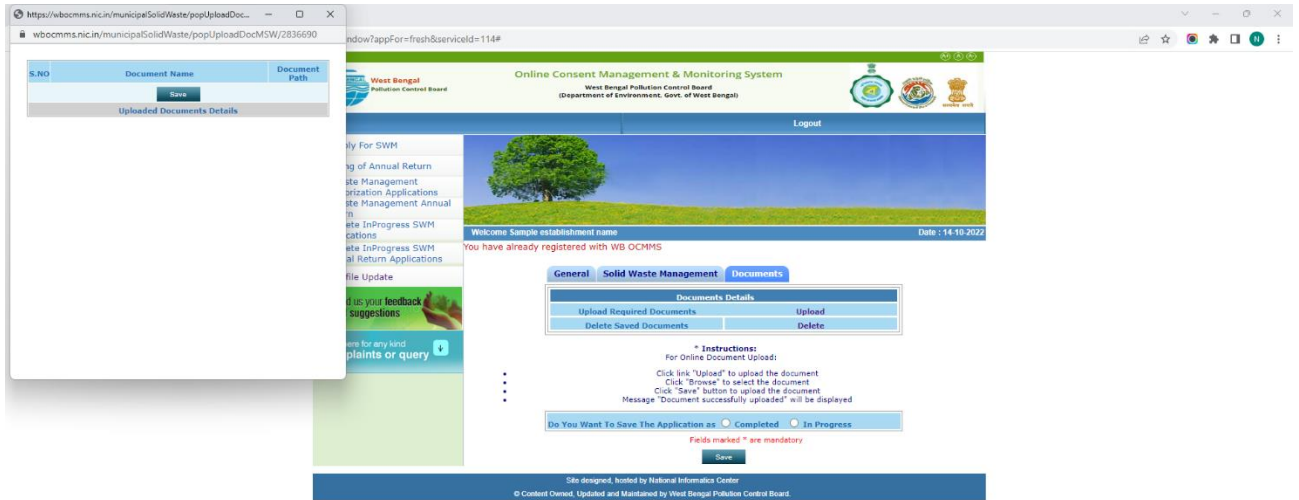 https://wbocmms.nic.in/municipalSolidWaste/popUploadDoc...
wbocmms.nic.in/municipalSolidWaste/popUploadDocMSW/2836690
S.NO Document Name Document Path
Save
Uploaded Documents Details
ndow?appFor=fresh&serviceId=114#
N
West Bengal
Pollution Control Board
Online Consent Management & Monitoring System
West Bengal Pollution Control Board
(Department of Environment. Govt. of West Bengal)
Logout
ly For SWM
ng of Annual Return
ste Management
orization Applications
ste Management Annual
n
ete InProgress SWM
cations
ete InProgress SWM
al Return Applications
file Update
d us your feedback
suggestions
ere for any kind
plaints or query
Welcome Sample establishment name Date : 14-10-2022
You have already registered with WB OCMMS
General Solid Waste Management Documents
Documents Details
Upload Required Documents Upload
Delete Saved Documents Delete
* Instructions:
For Online Document Upload:
Click link "Upload" to upload the document
Click "Browse" to select the document
Click "Save" button to upload the document
Message "Document successfully uploaded" will be displayed
Do You Want To Save The Application as Completed In Progress
Fields marked * are mandatory
Save
Site designed, hosted by National Informatics Center
© Content Owned, Updated and Maintained by West Bengal Pollution Control Board.